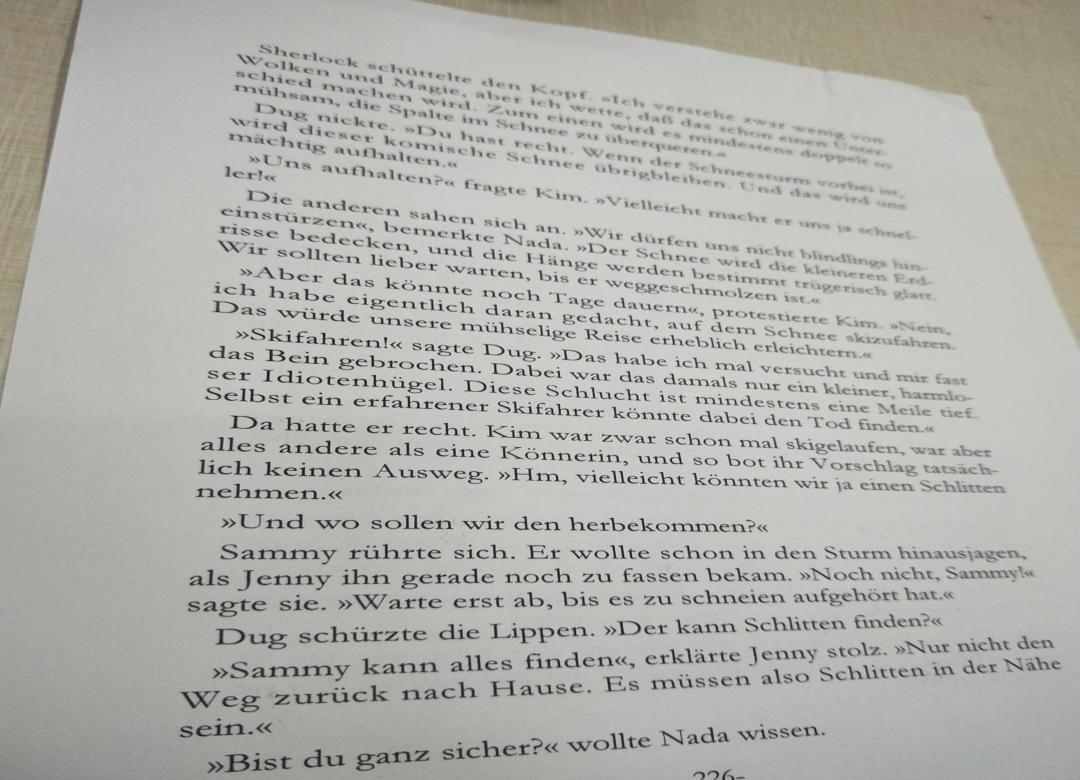 Sherlock schüttelte den Kopf. »Ich verstehe zwar wenig von
Wolken und Magie, aber ich wette, daß das schon einen Unter-
schied machen wird. Zum einen wird es mindestens doppelt so
mühsam, die Spalte im Schnee zu überqueren.«
Dug nickte. »Du hast recht. Wenn der Schneesturm vorbei ist,
wird dieser komische Schnee übrigbleiben. Und das wird uns
mächtig aufhalten.«
»Uns aufhalten?« fragte Kim. »Vielleicht macht er uns ja schnel-
ler!«
Die anderen sahen sich an. »Wir dürfen uns nicht blindlings hin-
einstürzen«, bemerkte Nada. »Der Schnee wird die kleineren Erd-
risse bedecken, und die Hänge werden bestimmt trügerisch glatt.
Wir sollten lieber warten, bis er weggeschmolzen ist.«
»Aber das könnte noch Tage dauern«, protestierte Kim. »Nein,
ich habe eigentlich daran gedacht, auf dem Schnee skizufahren.
Das würde unsere mühselige Reise erheblich erleichtern.«
»Skifahren!« sagte Dug. »Das habe ich mal versucht und mir fast
das Bein gebrochen. Dabei war das damals nur ein kleiner, harmlo-
ser Idiotenhügel. Diese Schlucht ist mindestens eine Meile tief.
Selbst ein erfahrener Skifahrer könnte dabei den Tod finden.«
Da hatte er recht. Kim war zwar schon mal skigelaufen, war aber
alles andere als eine Könnerin, und so bot ihr Vorschlag tatsäch-
lich keinen Ausweg. »Hm, vielleicht könnten wir ja einen Schlitten
nehmen.«
»Und wo sollen wir den herbekommen?«
Sammy rührte sich. Er wollte schon in den Sturm hinausjagen,
als Jenny ihn gerade noch zu fassen bekam. »Noch nicht, Sammy!«
sagte sie. »Warte erst ab, bis es zu schneien aufgehört hat.«
Dug schürzte die Lippen. »Der kann Schlitten finden?«
»Sammy kann alles finden«, erklärte Jenny stolz. »Nur nicht den
Weg zurück nach Hause. Es müssen also Schlitten in der Nähe
sein.«
»Bist du ganz sicher?« wollte Nada wissen.
226-